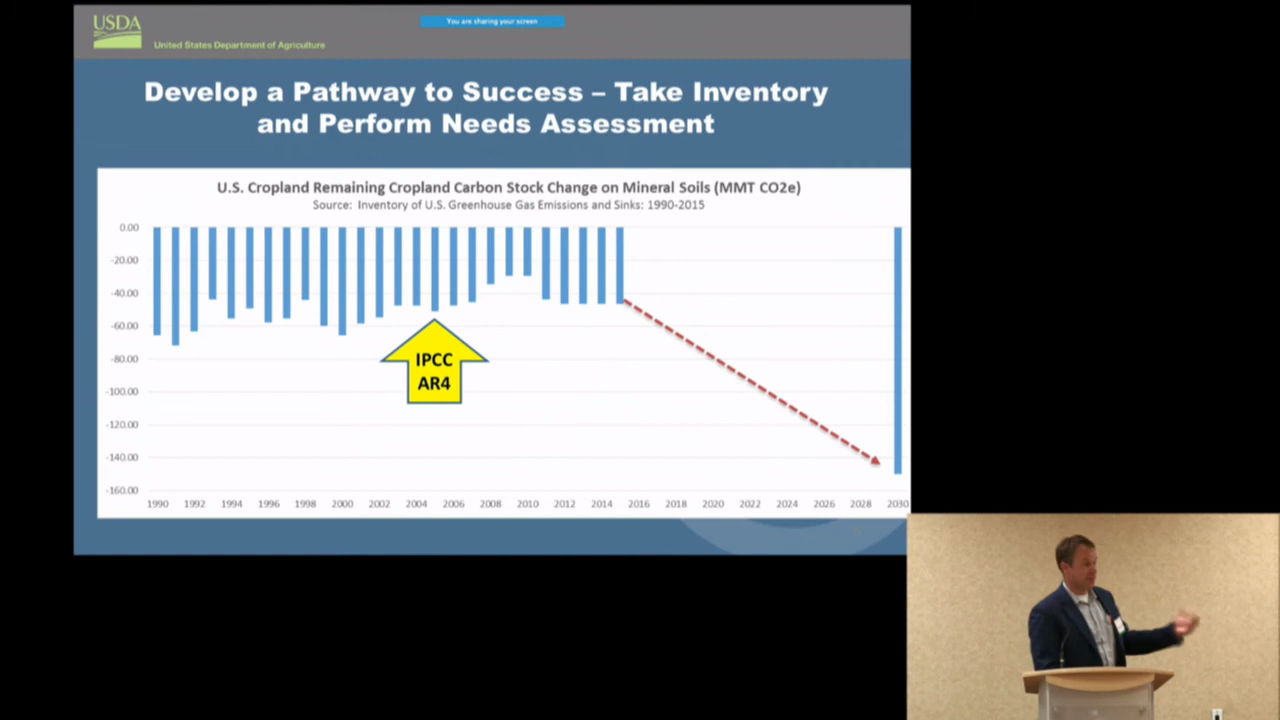 USDA
You are sharing your screen
United States Department of Agriculture
Develop a Pathway to Success – Take Inventory
and Perform Needs Assessment
U.S. Cropland Remaining Cropland Carbon Stock Change on Mineral Soils (MMT CO2e)
Source: Inventory of U.S. Greenhouse Gas Emissions and Sinks: 1990-2015
0.00
-20.00
-40.00
-60.00
-80.00
-100.00
-120.00
-140.00
-160.00
IPCC
AR4
1990 1992 1994 1996 1998 2000 2002 2004 2006 2008 2010 2012 2014 2016 2018 2020 2022 2024 2026 2028 2030